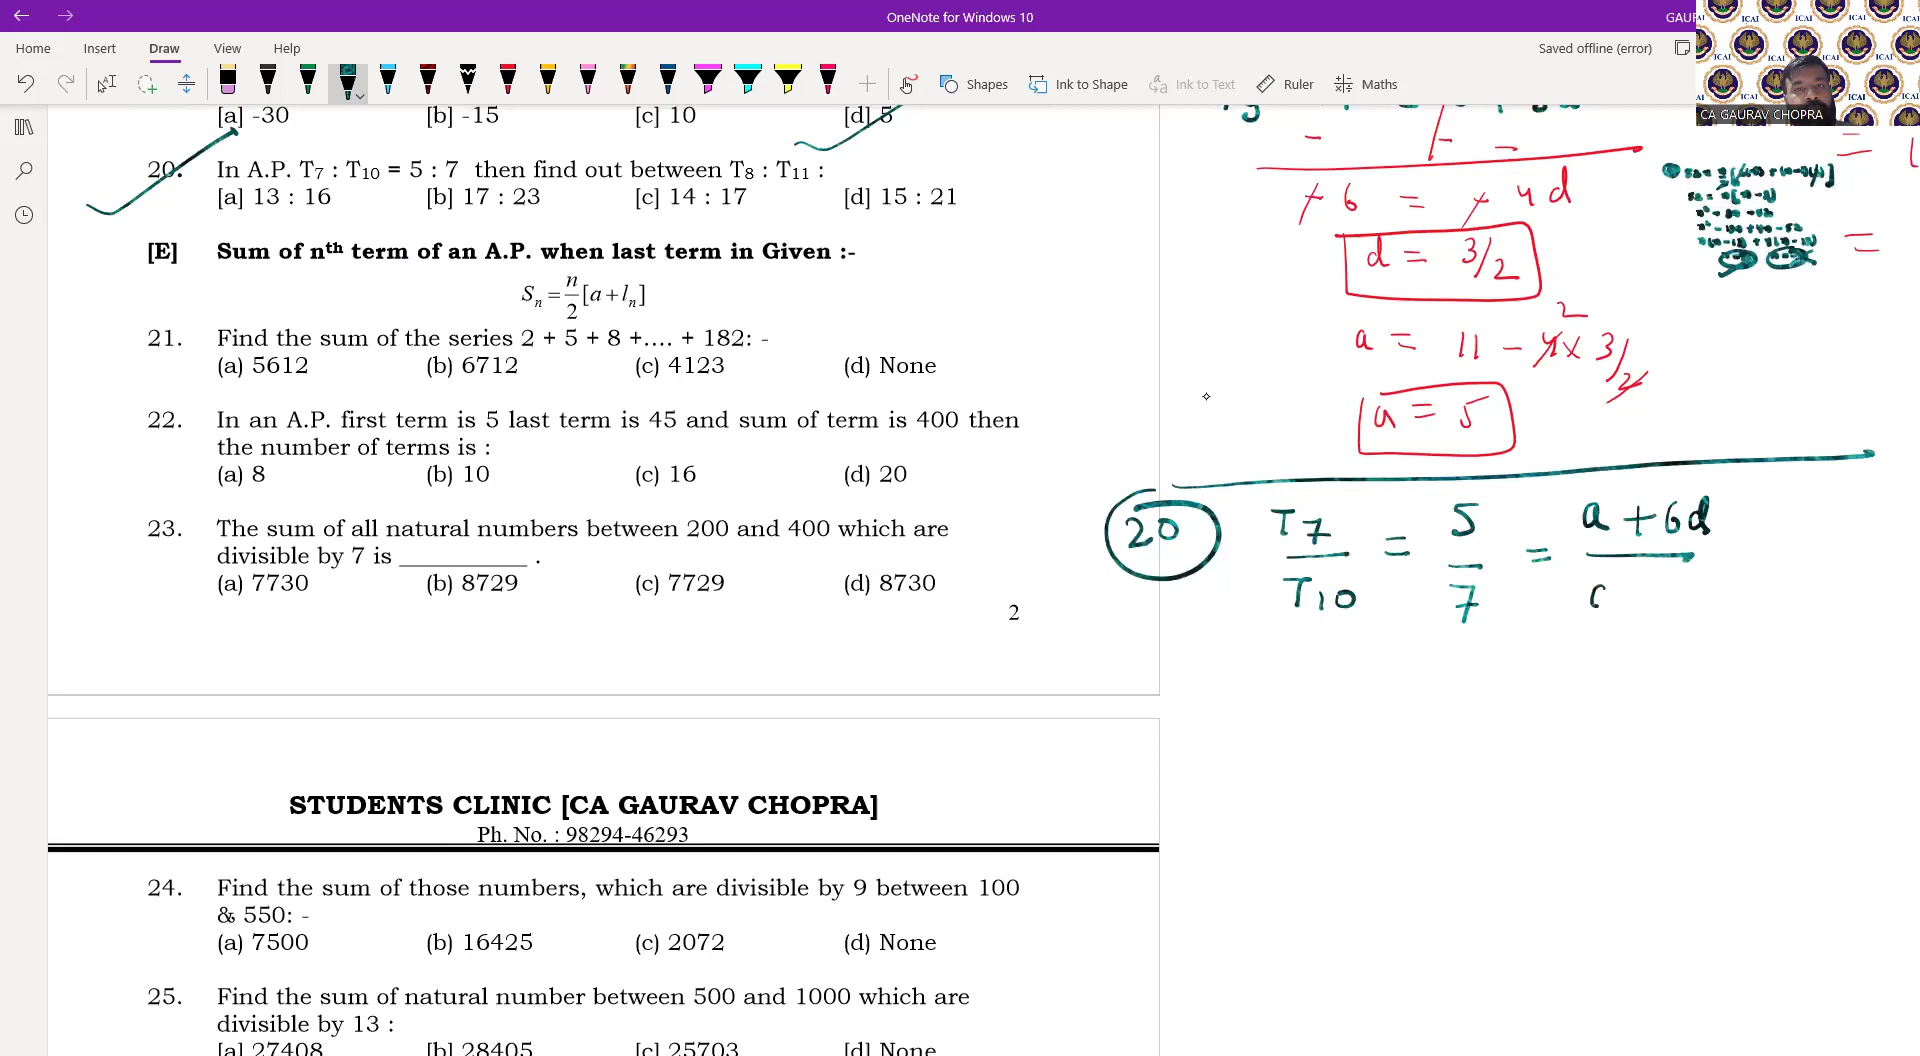 OneNote for Windows 10
GAUR
Home Insert Draw View Help
Saved offline (error)
Shapes Ink to Shape Ink to Text Ruler Maths
CA GAURAV CHOPRA
[a] -30 [b] -15 [c] 10 [d] 5
20. In A.P. T7 : T10 = 5 : 7 then find out between T8 : T11 :
[a] 13 : 16 [b] 17 : 23 [c] 14 : 17 [d] 15 : 21
[E] Sum of nth term of an A.P. when last term in Given :-
Sn = n/2 [a + ln]
21. Find the sum of the series 2 + 5 + 8 +.... + 182: -
(a) 5612 (b) 6712 (c) 4123 (d) None
22. In an A.P. first term is 5 last term is 45 and sum of term is 400 then
the number of terms is :
(a) 8 (b) 10 (c) 16 (d) 20
23. The sum of all natural numbers between 200 and 400 which are
divisible by 7 is ___________ .
(a) 7730 (b) 8729 (c) 7729 (d) 8730
2
STUDENTS CLINIC [CA GAURAV CHOPRA]
Ph. No. : 98294-46293
24. Find the sum of those numbers, which are divisible by 9 between 100
& 550: -
(a) 7500 (b) 16425 (c) 2072 (d) None
25. Find the sum of natural number between 500 and 1000 which are
divisible by 13 :
[a] 27408 [b] 28405 [c] 25703 [d] None
+ 6 = + 4d
d = 3/2
a = 11 - 4 x 3/2
2
a = 5
20 T7/T10 = 5/7 = a + 6d